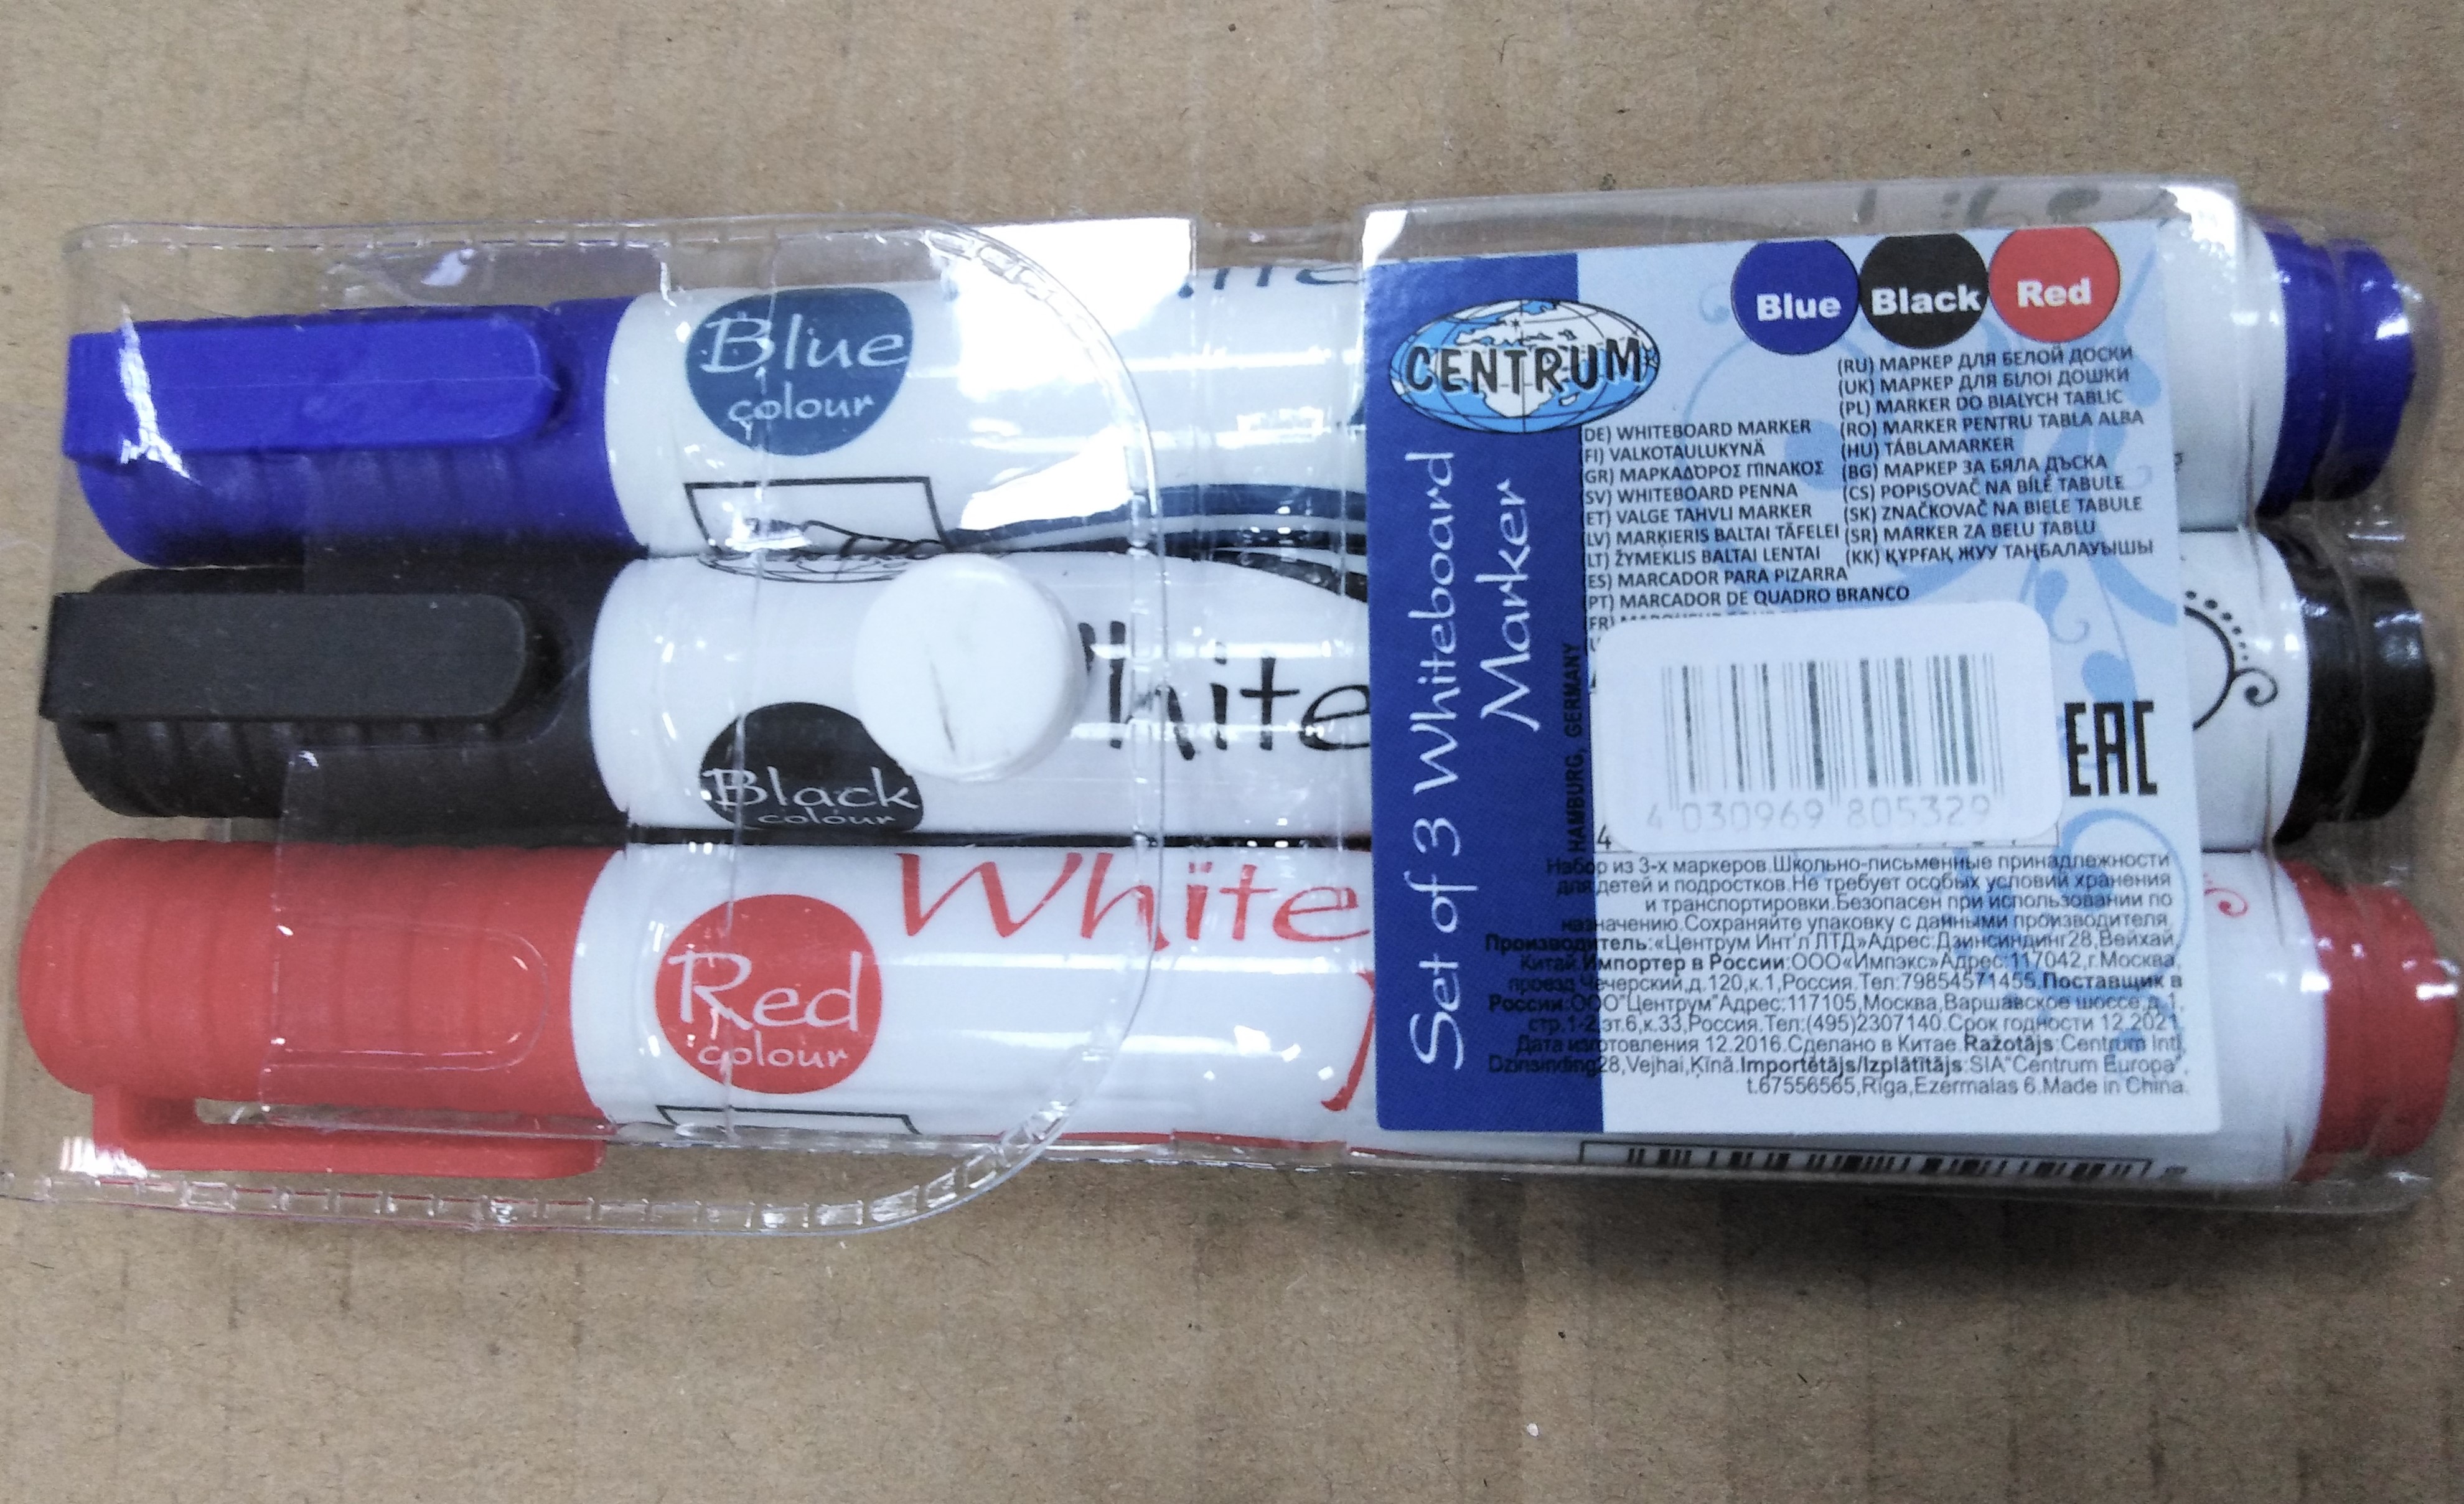 Blue
colour
Black
colour
White
Red
colour
hite
CENTRUM
Set of 3 Whiteboard
Marker
Blue
Black
Red
(RU) МАРКЕР ДЛЯ БЕЛОЙ ДОСКИ
(UK) МАРКЕР ДЛЯ БІЛОІ ДОШКИ
(PL) MARKER DO BIALYCH TABLIC
(RO) MARKER PENTRU TABLA ALBA
(HU) TÁBLAMARKER
(BG) МАРКЕР ЗА БЯЛА ДЪСКА
(CS) POPISOVAČ NA BÍLÉ TABULE
(SK) ZNAČKOVAČ NA BIELE TABULE
(SR) MARKER ZA BELU TABLU
(KK) ҚҰРҒАҚ ЖУУ ТАҢБАЛАУЫШЫ
DE) WHITEBOARD MARKER
(FI) VALKOTAULUKYNÄ
(GR) ΜΑΡΚΑΔΌΡΟΣ ΠΊΝΑΚΟΣ
(SV) WHITEBOARD PENNA
(ET) VALGE TAHVLI MARKER
(LV) MARĶIERIS BALTAI TĀFELEI
(LT) ŽYMEKLIS BALTAI LENTAI
(ES) MARCADOR PARA PIZARRA
(PT) MARCADOR DE QUADRO BRANCO
(FR)
HAMBURG, GERMANY
4 030969 805329
EAC
Набор из 3-х маркеров.Школьно-письменные принадлежности
для детей и подростков.Не требует особых условий хранения
и транспортировки.Безопасен при использовании по
назначению.Сохраняйте упаковку с данными производителя.
Производитель:«Центрум Инт'л ЛТД»Адрес:Дзинсиндинг28,Вейхай,
Китай.Импортер в России:ООО«Импэкс»Адрес:117042,г.Москва,
проезд Чечерский,д.120,к.1,Россия.Тел:79854571455.Поставщик в
России:ООО"Центрум"Адрес:117105,Москва,Варшавское шоссе,д.1,
стр.1-2,эт.6,к.33,Россия.Тел:(495)2307140.Срок годности 12.2021
Дата изготовления 12.2016.Сделано в Китае.Ražotājs:Centrum Intl,
Dzinsinding28,Vejhai,Ķīnā.Importētājs/Izplātītājs:SIA"Centrum Europa",
t.67556565,Rīga,Ezermalas 6.Made in China.